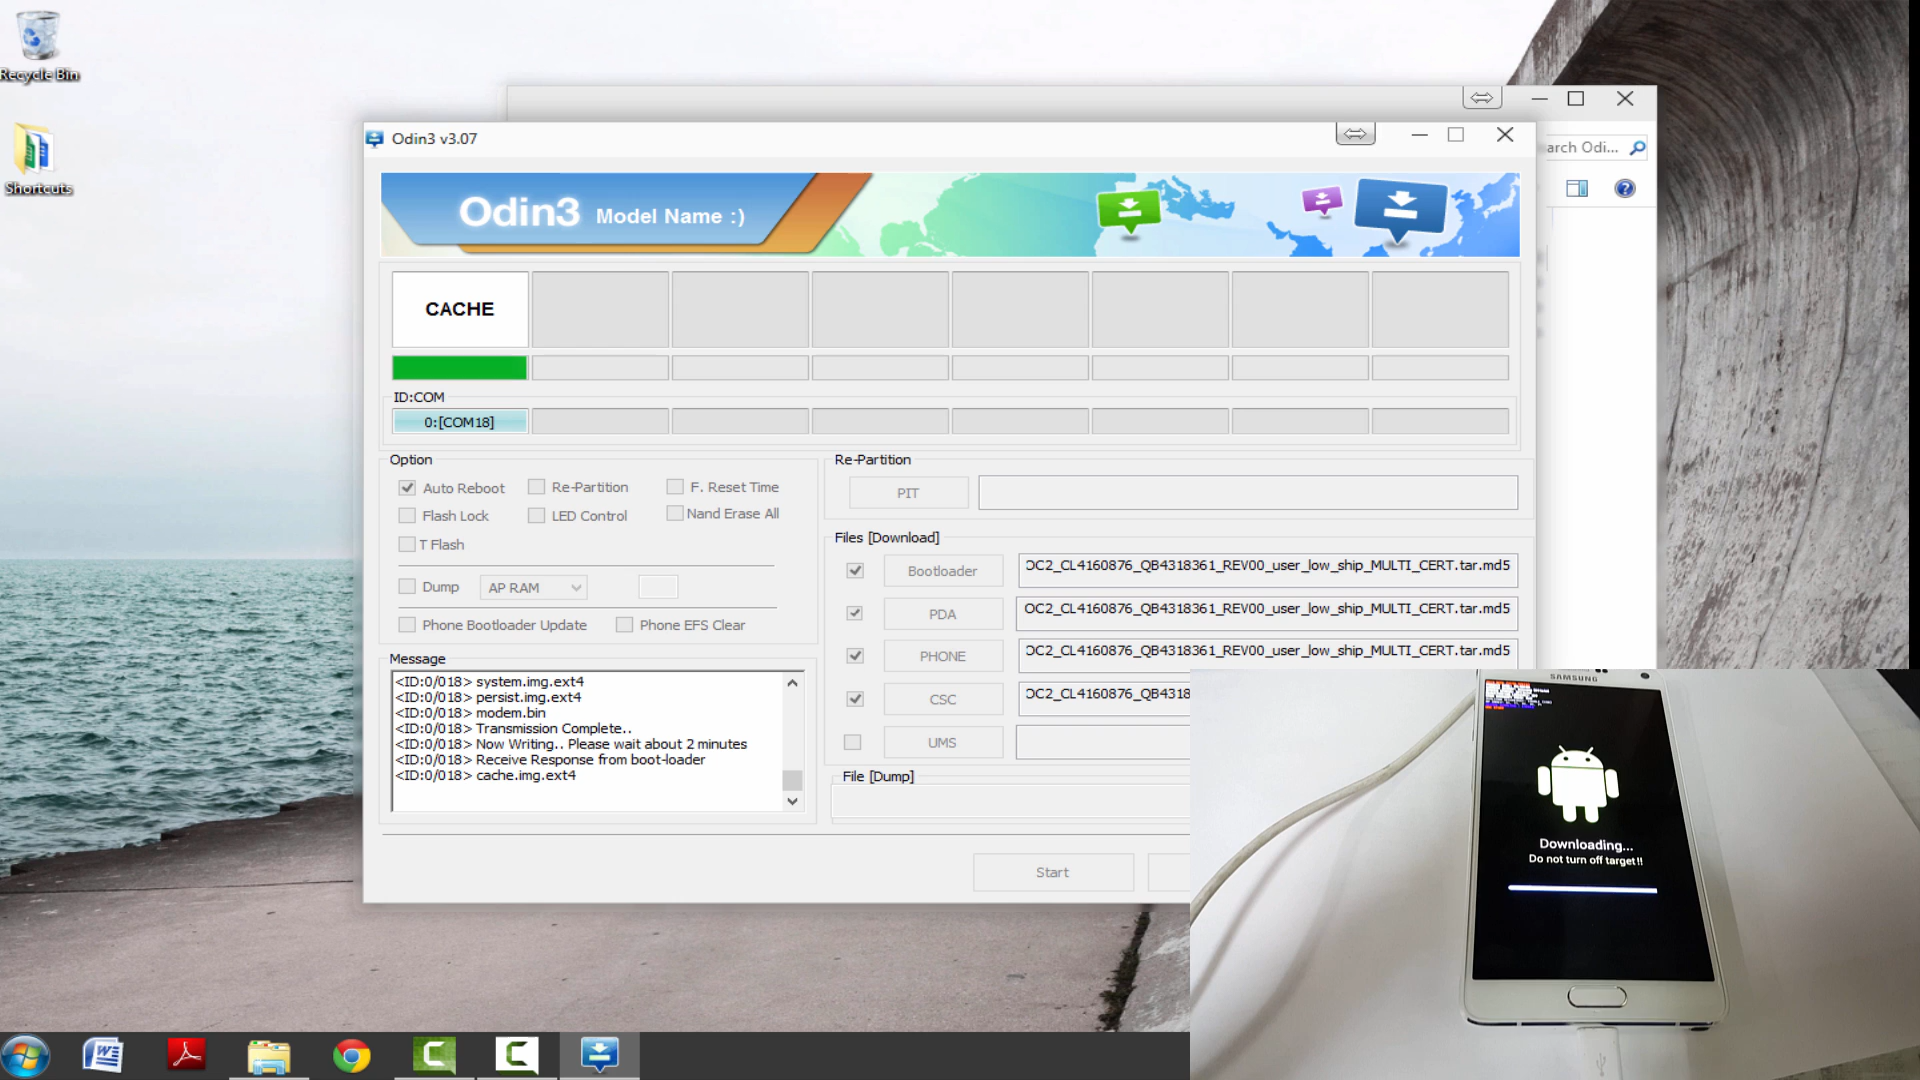 Recycle Bin
Shortcuts
arch Odi...
Odin3 v3.07
Odin3 Model Name :)
CACHE
ID:COM
0:[COM18]
Option
Auto Reboot
Re-Partition
F. Reset Time
Flash Lock
LED Control
Nand Erase All
T Flash
Dump
AP RAM
Phone Bootloader Update
Phone EFS Clear
Message
<ID:0/018> system.img.ext4
<ID:0/018> persist.img.ext4
<ID:0/018> modem.bin
<ID:0/018> Transmission Complete..
<ID:0/018> Now Writing.. Please wait about 2 minutes
<ID:0/018> Receive Response from boot-loader
<ID:0/018> cache.img.ext4
Re-Partition
PIT
Files [Download]
Bootloader
OC2_CL4160876_QB4318361_REV00_user_low_ship_MULTI_CERT.tar.md5
PDA
OC2_CL4160876_QB4318361_REV00_user_low_ship_MULTI_CERT.tar.md5
PHONE
OC2_CL4160876_QB4318361_REV00_user_low_ship_MULTI_CERT.tar.md5
CSC
OC2_CL4160876_QB4318
UMS
File [Dump]
Start
SAMSUNG
Downloading...
Do not turn off target!!